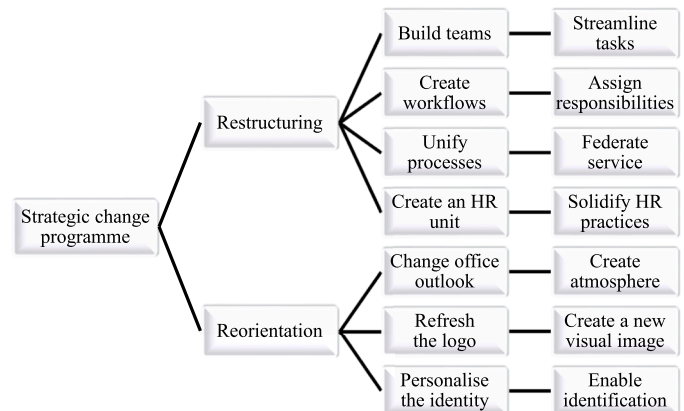 Strategic change
programme
Restructuring
Build teams
Streamline
tasks
Create
workflows
Assign
responsibilities
Unify
processes
Federate
service
Create an HR
unit
Solidify HR
practices
Reorientation
Change office
outlook
Create
atmosphere
Refresh
the logo
Create a new
visual image
Personalise
the identity
Enable
identification